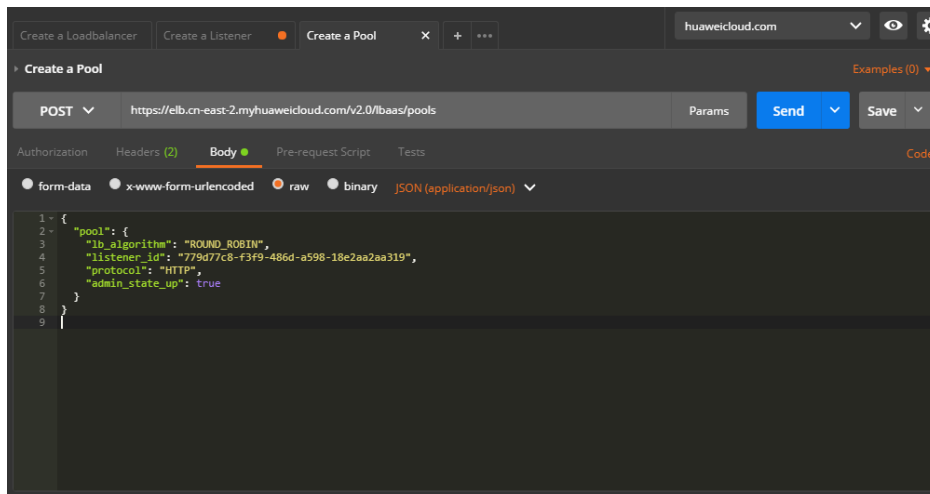 Create a Loadbalancer Create a Listener Create a Pool × + ••• huaweicloud.com
Create a Pool Examples (0)
POST https://elb.cn-east-2.myhuaweicloud.com/v2.0/lbaas/pools Params Send Save
Authorization Headers (2) Body Pre-request Script Tests Code
form-data x-www-form-urlencoded raw binary JSON (application/json)
1 {
2 "pool": {
3 "lb_algorithm": "ROUND_ROBIN",
4 "listener_id": "779d77c8-f3f9-486d-a598-18e2aa2aa319",
5 "protocol": "HTTP",
6 "admin_state_up": true
7 }
8 }
9